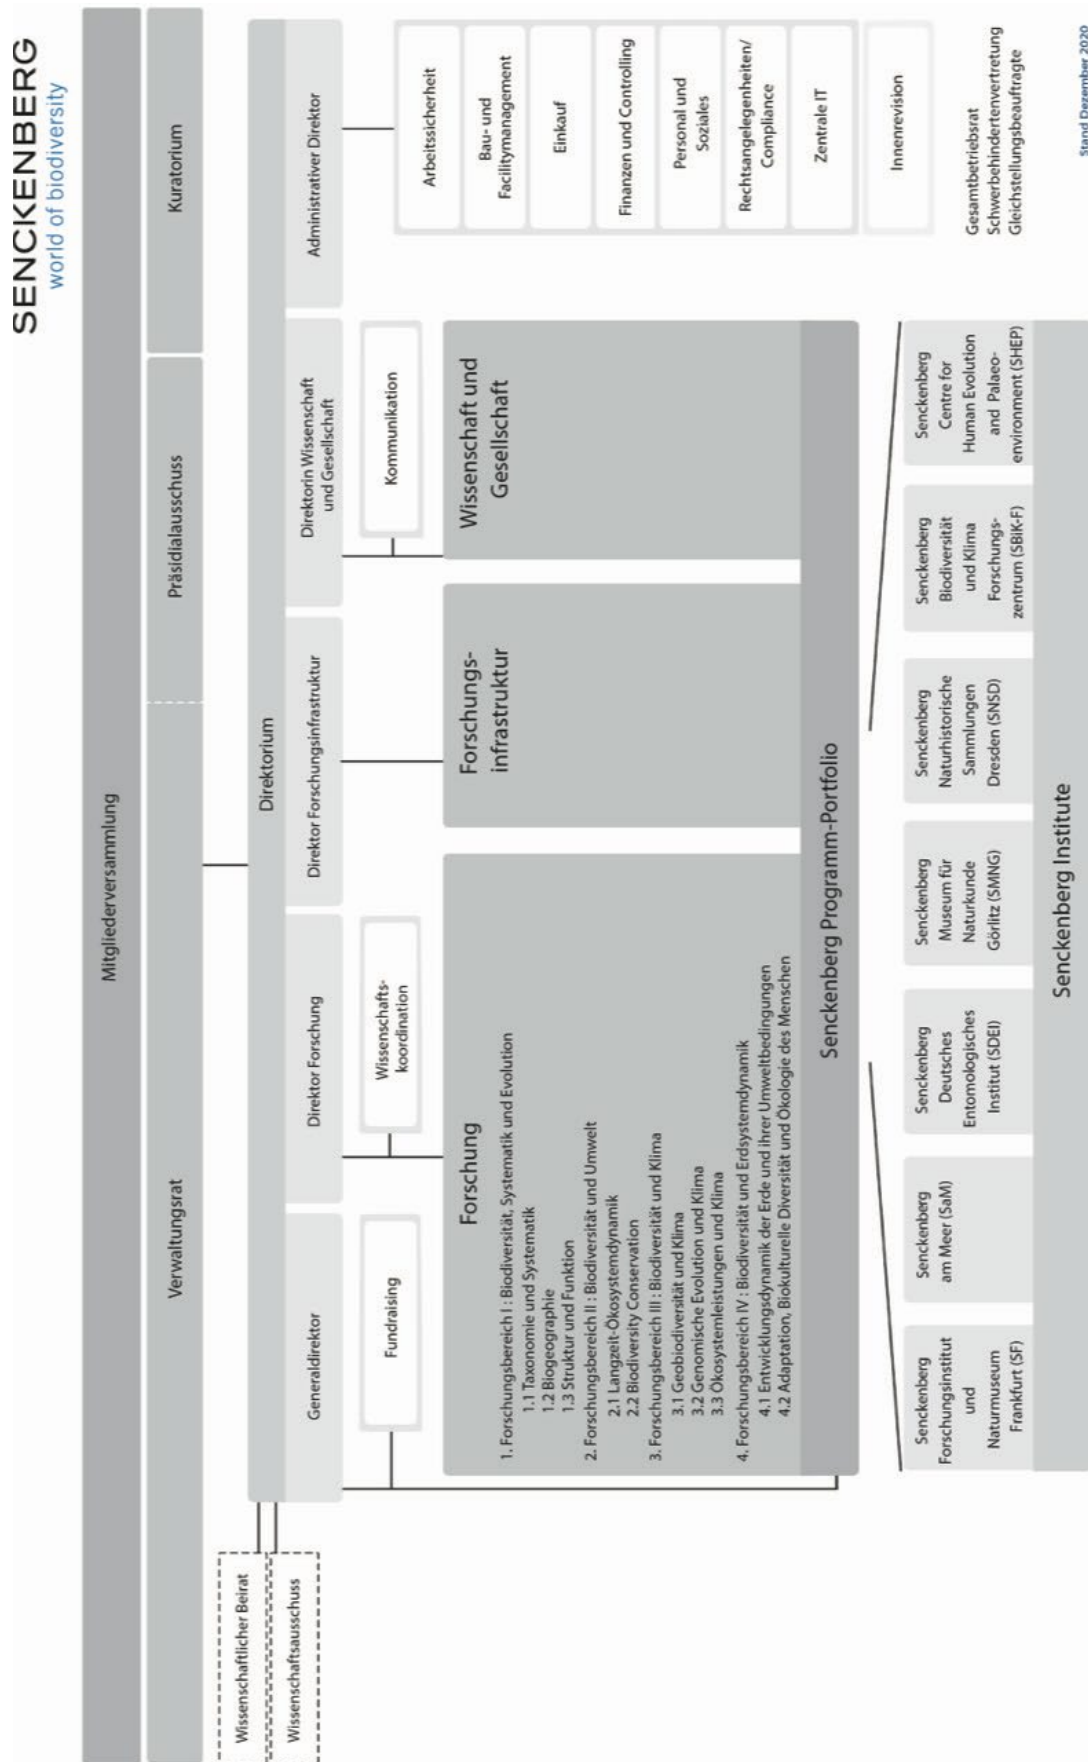 SENCKENBERG
world of biodiversity
Mitgliederversammlung
Verwaltungsrat
Präsidialausschuss
Kuratorium
Wissenschaftlicher Beirat
Wissenschaftsausschuss
Direktorium
Generaldirektor
Direktor Forschung
Direktor Forschungsinfrastruktur
Direktorin Wissenschaft
und Gesellschaft
Administrativer Direktor
Fundraising
Wissenschafts-
koordination
Kommunikation
Arbeitssicherheit
Bau- und
Facilitymanagement
Einkauf
Finanzen und Controlling
Personal und
Soziales
Rechtsangelegenheiten/
Compliance
Zentrale IT
Innenrevision
Forschung
1. Forschungsbereich I : Biodiversität, Systematik und Evolution
1.1 Taxonomie und Systematik
1.2 Biogeographie
1.3 Struktur und Funktion
2. Forschungsbereich II : Biodiversität und Umwelt
2.1 Langzeit-Ökosystemdynamik
2.2 Biodiversity Conservation
3. Forschungsbereich III : Biodiversität und Klima
3.1 Geobiodiversität und Klima
3.2 Genomische Evolution und Klima
3.3 Ökosystemleistungen und Klima
4. Forschungsbereich IV : Biodiversität und Erdsystemdynamik
4.1 Entwicklungsdynamik der Erde und ihrer Umweltbedingungen
4.2 Adaptation, Biokulturelle Diversität und Ökologie des Menschen
Forschungs-
infrastruktur
Wissenschaft und
Gesellschaft
Senckenberg Programm-Portfolio
Senckenberg
Forschungsinstitut
und
Naturmuseum
Frankfurt (SF)
Senckenberg
am Meer (SaM)
Senckenberg
Deutsches
Entomologisches
Institut (SDEI)
Senckenberg
Museum für
Naturkunde
Görlitz (SMNG)
Senckenberg
Naturhistorische
Sammlungen
Dresden (SNSD)
Senckenberg
Biodiversität
und Klima
Forschungs-
zentrum (SBiK-F)
Senckenberg
Centre for
Human Evolution
and Palaeo-
environment (SHEP)
Senckenberg Institute
Gesamtbetriebsrat
Schwerbehindertenvertretung
Gleichstellungsbeauftragte
Stand Dezember 2020